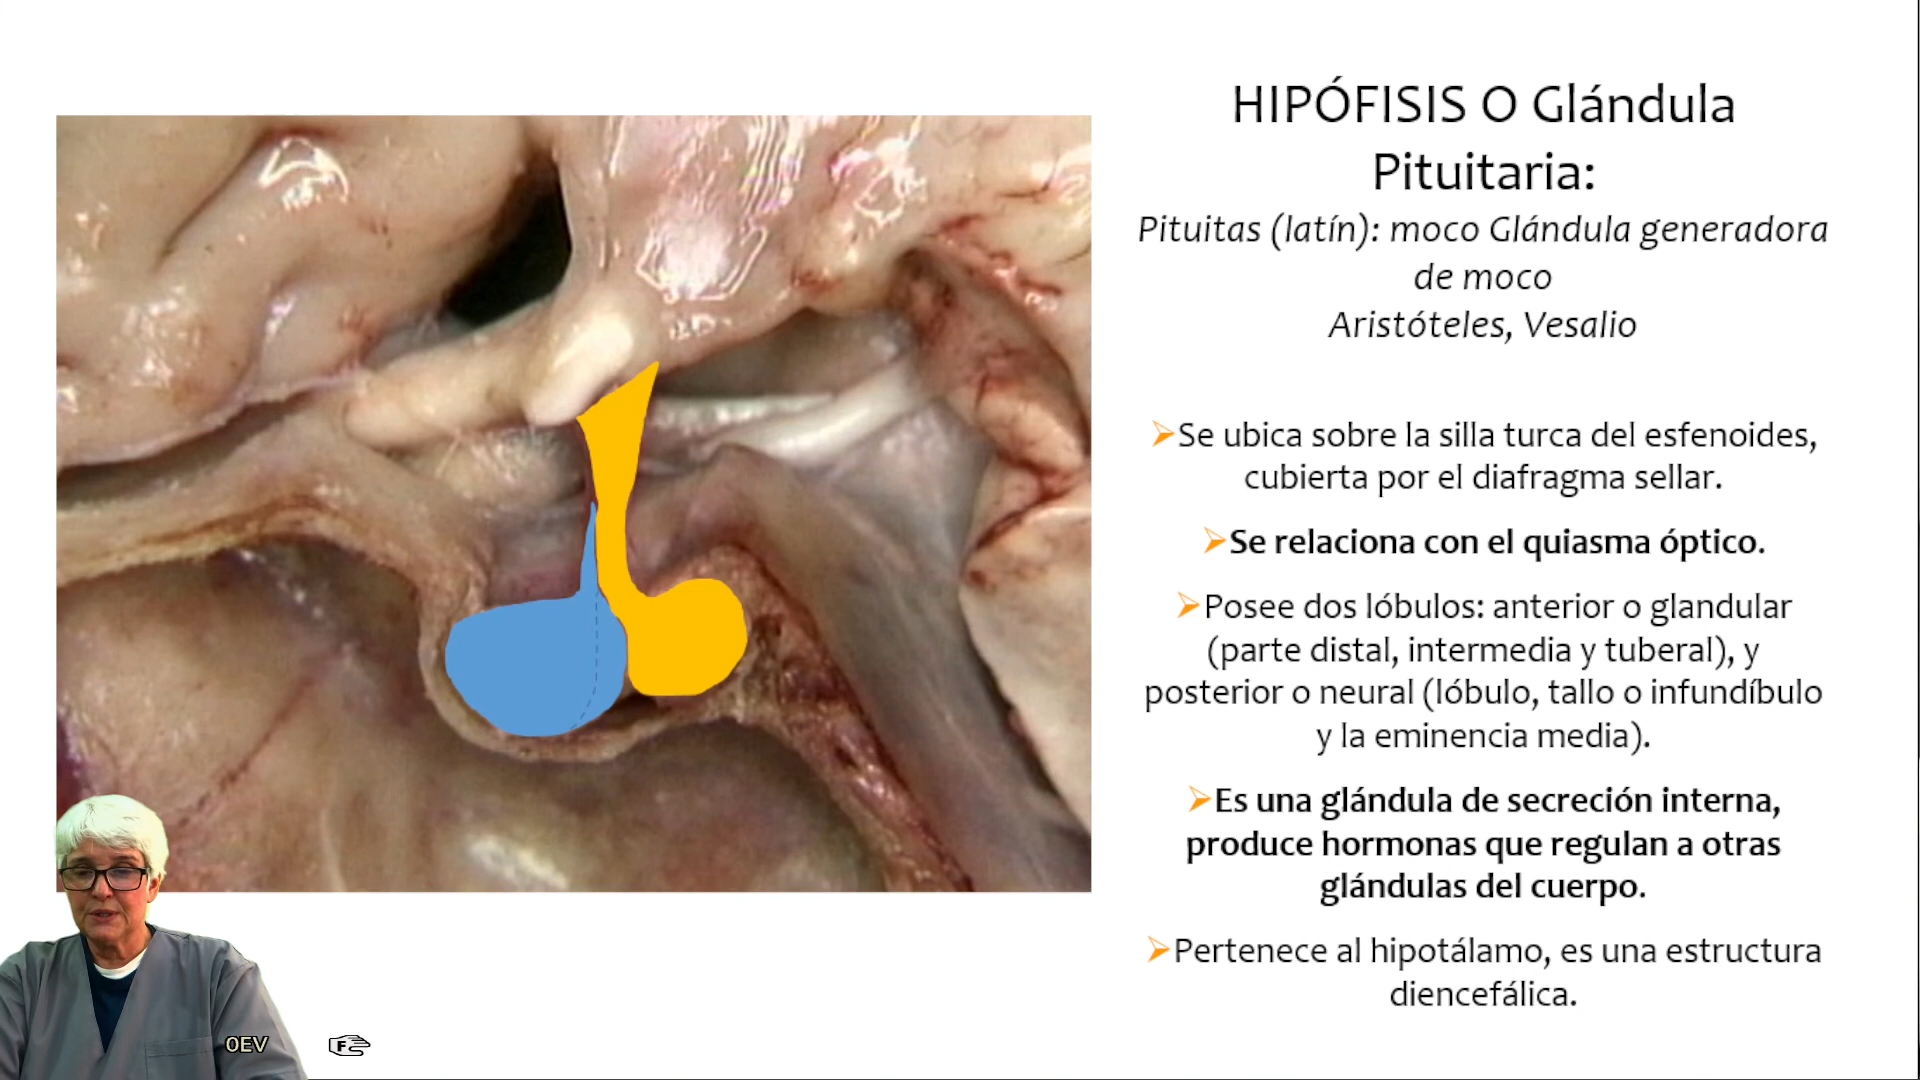 HIPÓFISIS O Glándula
Pituitaria:
Pituitas (latín): moco Glándula generadora
de moco
Aristóteles, Vesalio
➢Se ubica sobre la silla turca del esfenoides,
cubierta por el diafragma sellar.
➢Se relaciona con el quiasma óptico.
➢Posee dos lóbulos: anterior o glandular
(parte distal, intermedia y tuberal), y
posterior o neural (lóbulo, tallo o infundíbulo
y la eminencia media).
➢Es una glándula de secreción interna,
produce hormonas que regulan a otras
glándulas del cuerpo.
➢Pertenece al hipotálamo, es una estructura
diencefálica.
OEV
F